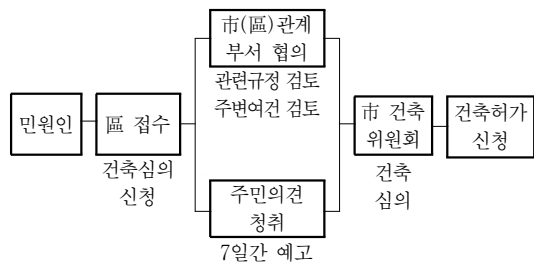 市(區)관계
부서 협의
관련규정 검토
주변여건 검토
민원인
區 접수
건축심의
신청
市 건축
위원회
건축
심의
건축허가
신청
주민의견
청취
7일간 예고